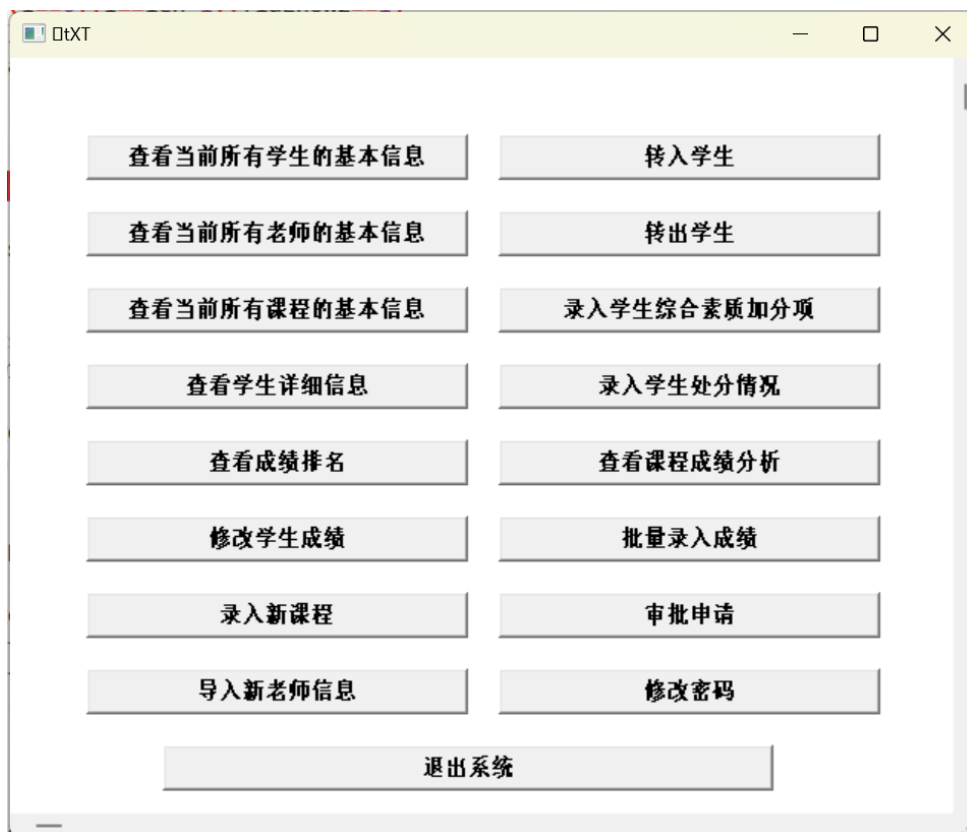 tXT
查看当前所有学生的基本信息 转入学生
查看当前所有老师的基本信息 转出学生
查看当前所有课程的基本信息 录入学生综合素质加分项
查看学生详细信息 录入学生处分情况
查看成绩排名 查看课程成绩分析
修改学生成绩 批量录入成绩
录入新课程 审批申请
导入新老师信息 修改密码
退出系统